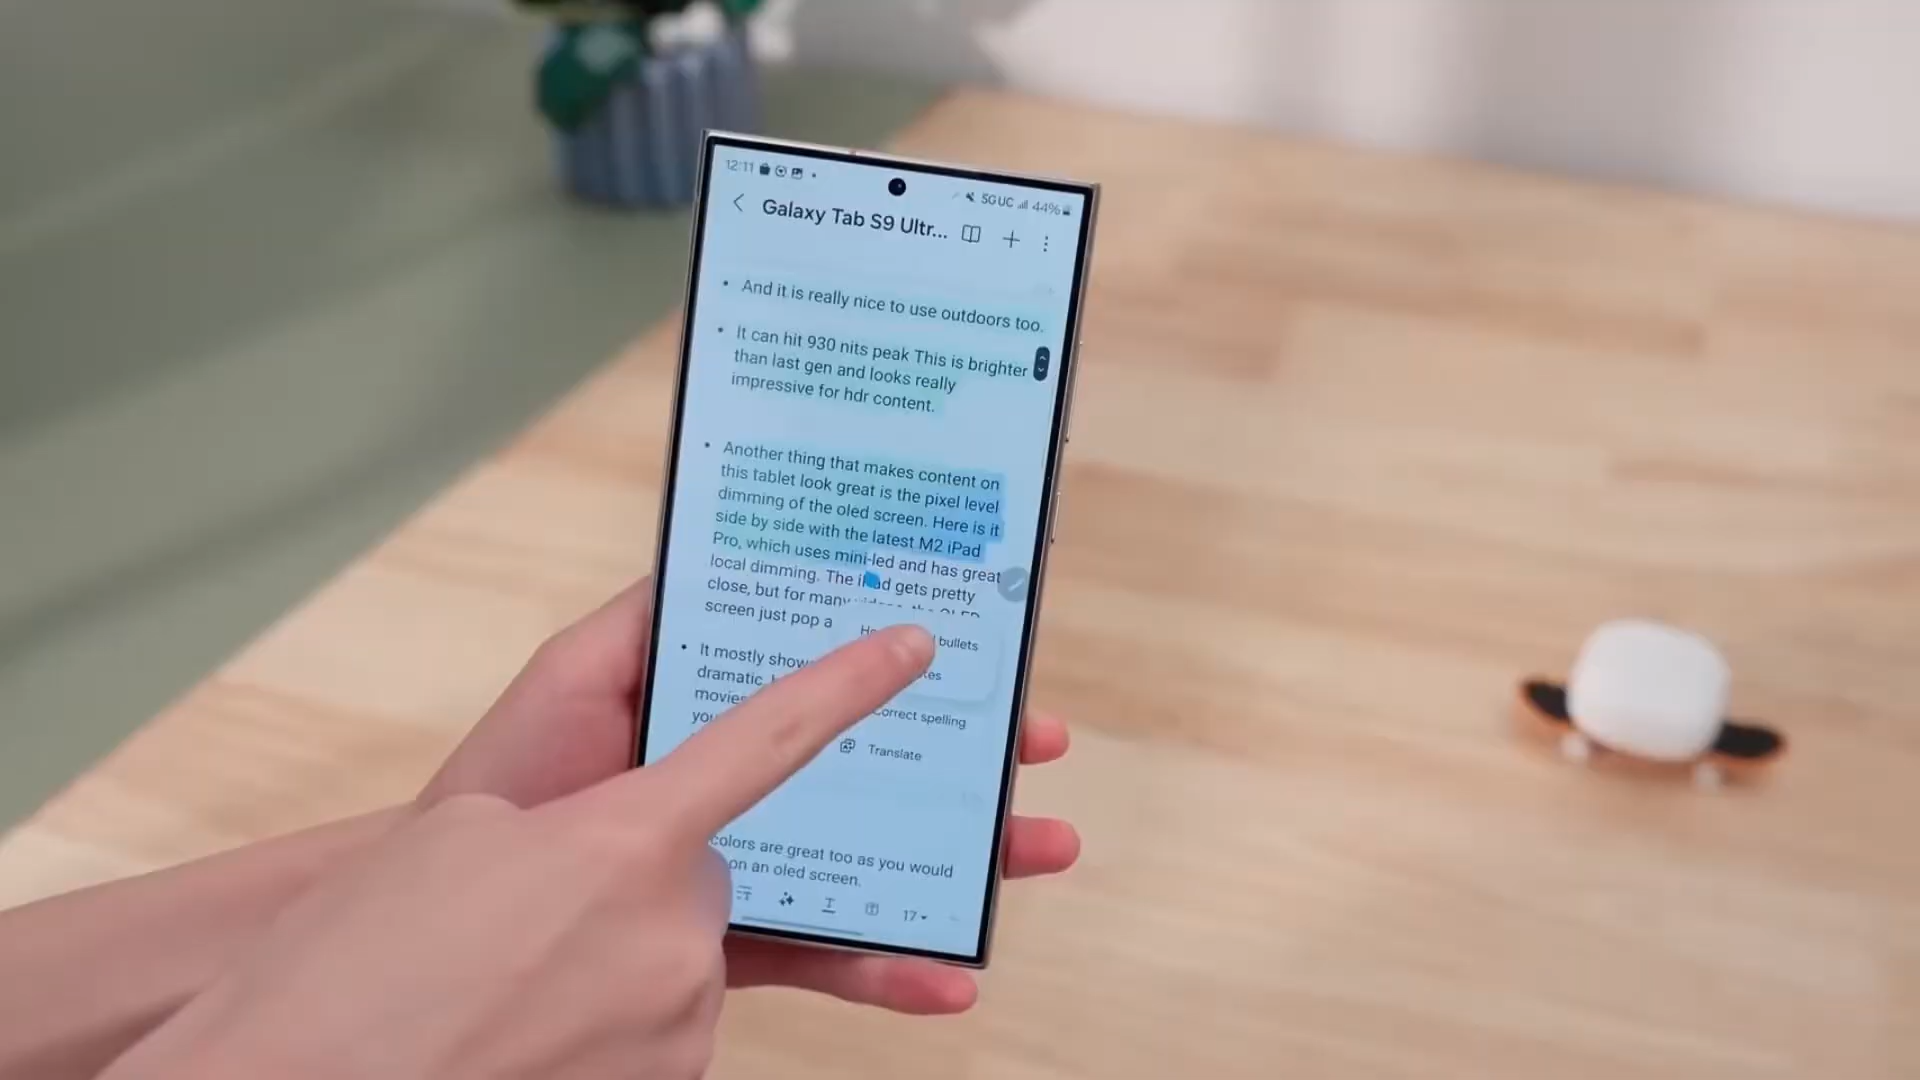 12:11
5G UC 44%
Galaxy Tab S9 Ultr...
• And it is really nice to use outdoors too.
• It can hit 930 nits peak This is brighter
than last gen and looks really
impressive for hdr content.
• Another thing that makes content on
this tablet look great is the pixel level
dimming of the oled screen. Here is it
side by side with the latest M2 iPad
Pro, which uses mini-led and has great
local dimming. The gets pretty
close, but for many
screen just pop a
bullets
• It mostly
dramatic.
Correct spelling
Translate
colors are great too as you would
on an oled screen.
17